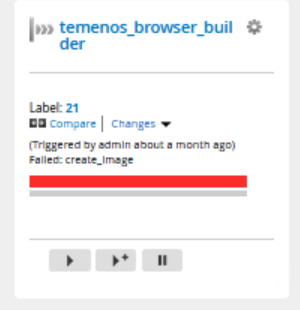 temenos_browser_buil
der
Label: 21
Compare | Changes
(Triggered by admin about a month ago)
Failed: create_image